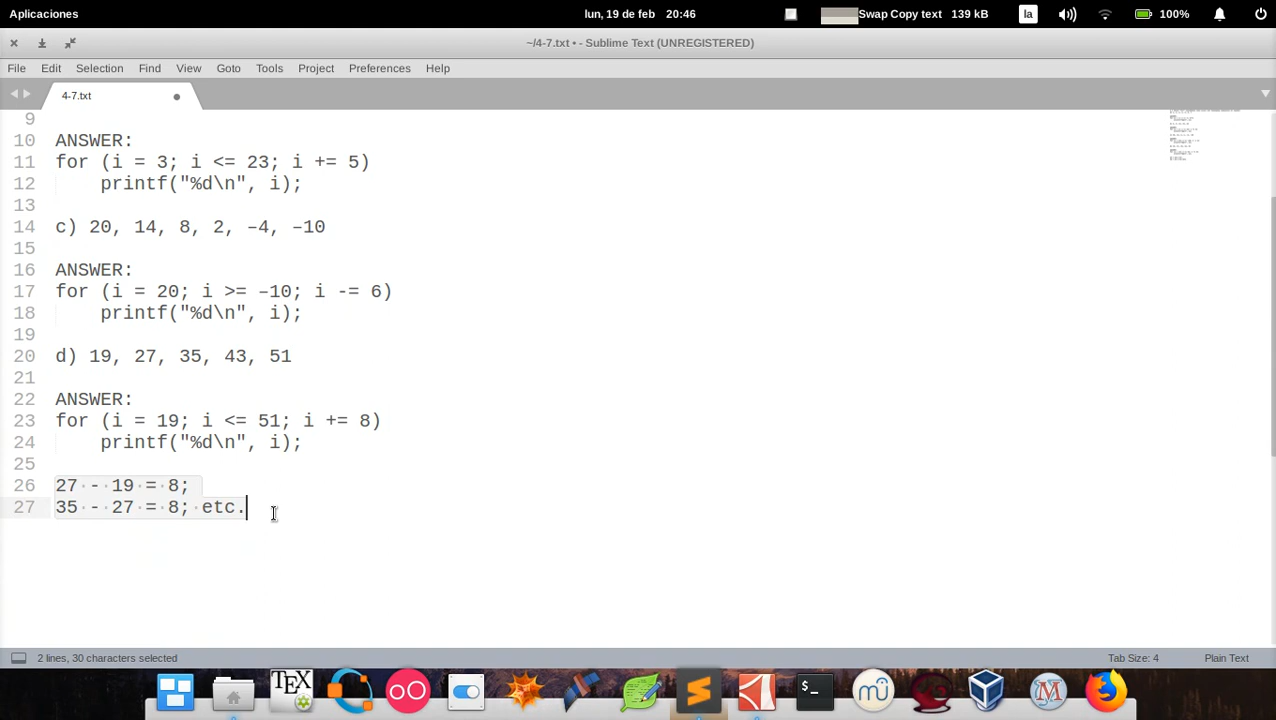 Aplicaciones
lun, 19 de feb 20:46
Swap Copy text 139 kB
la
100%
~/4-7.txt • - Sublime Text (UNREGISTERED)
File Edit Selection Find View Goto Tools Project Preferences Help
4-7.txt
9
10 ANSWER:
11 for (i = 3; i <= 23; i += 5)
12 printf("%d\n", i);
13
14 c) 20, 14, 8, 2, –4, –10
15
16 ANSWER:
17 for (i = 20; i >= –10; i -= 6)
18 printf("%d\n", i);
19
20 d) 19, 27, 35, 43, 51
21
22 ANSWER:
23 for (i = 19; i <= 51; i += 8)
24 printf("%d\n", i);
25
26 27 - 19 = 8;
27 35 - 27 = 8; etc.
2 lines, 30 characters selected
Tab Size: 4
Plain Text
TEX
>_